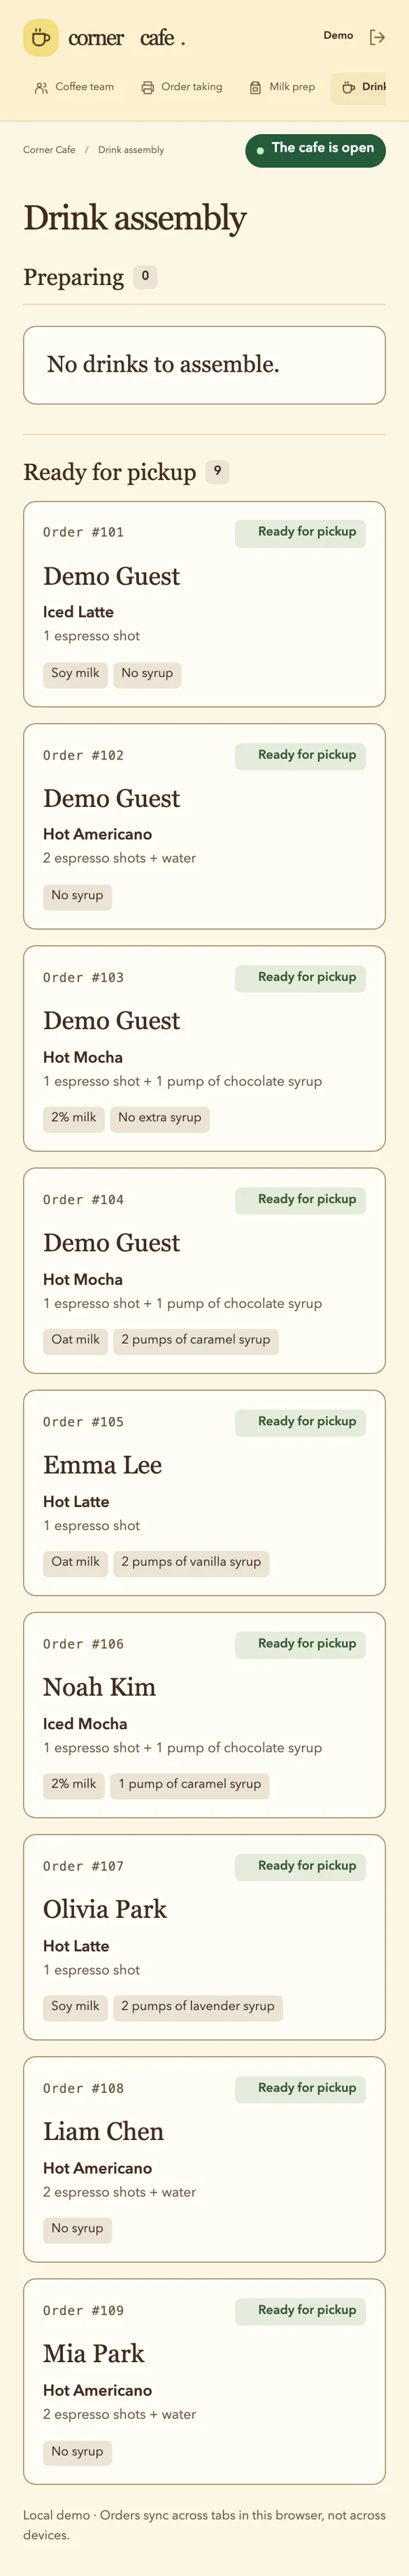 corner cafe .
Demo
Coffee team
Order taking
Milk prep
Drink
Corner Cafe / Drink assembly
The cafe is open
Drink assembly
Preparing 0
No drinks to assemble.
Ready for pickup 9
Order #101
Ready for pickup
Demo Guest
Iced Latte
1 espresso shot
Soy milk
No syrup
Order #102
Ready for pickup
Demo Guest
Hot Americano
2 espresso shots + water
No syrup
Order #103
Ready for pickup
Demo Guest
Hot Mocha
1 espresso shot + 1 pump of chocolate syrup
2% milk
No extra syrup
Order #104
Ready for pickup
Demo Guest
Hot Mocha
1 espresso shot + 1 pump of chocolate syrup
Oat milk
2 pumps of caramel syrup
Order #105
Ready for pickup
Emma Lee
Hot Latte
1 espresso shot
Oat milk
2 pumps of vanilla syrup
Order #106
Ready for pickup
Noah Kim
Iced Mocha
1 espresso shot + 1 pump of chocolate syrup
2% milk
1 pump of caramel syrup
Order #107
Ready for pickup
Olivia Park
Hot Latte
1 espresso shot
Soy milk
2 pumps of lavender syrup
Order #108
Ready for pickup
Liam Chen
Hot Americano
2 espresso shots + water
No syrup
Order #109
Ready for pickup
Mia Park
Hot Americano
2 espresso shots + water
No syrup
Local demo · Orders sync across tabs in this browser, not across
devices.